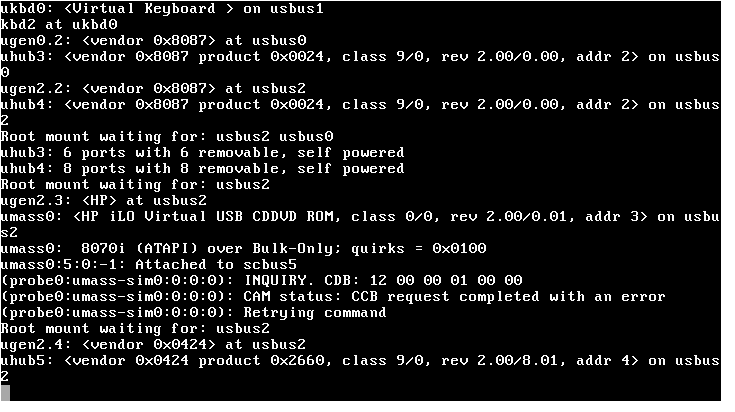 ukbd0: <Virtual Keyboard > on usbus1
kbd2 at ukbd0
ugen0.2: <vendor 0x8087> at usbus0
uhub3: <vendor 0x8087 product 0x0024, class 9/0, rev 2.00/0.00, addr 2> on usbus
0
ugen2.2: <vendor 0x8087> at usbus2
uhub4: <vendor 0x8087 product 0x0024, class 9/0, rev 2.00/0.00, addr 2> on usbus
2
Root mount waiting for: usbus2 usbus0
uhub3: 6 ports with 6 removable, self powered
uhub4: 8 ports with 8 removable, self powered
Root mount waiting for: usbus2
ugen2.3: <HP> at usbus2
umass0: <HP iLO Virtual USB CDDVD ROM, class 0/0, rev 2.00/0.01, addr 3> on usbu
s2
umass0:  8070i (ATAPI) over Bulk-Only; quirks = 0x0100
umass0:5:0:-1: Attached to scbus5
(probe0:umass-sim0:0:0:0): INQUIRY. CDB: 12 00 00 01 00 00
(probe0:umass-sim0:0:0:0): CAM status: CCB request completed with an error
(probe0:umass-sim0:0:0:0): Retrying command
Root mount waiting for: usbus2
ugen2.4: <vendor 0x0424> at usbus2
uhub5: <vendor 0x0424 product 0x2660, class 9/0, rev 2.00/8.01, addr 4> on usbus
2